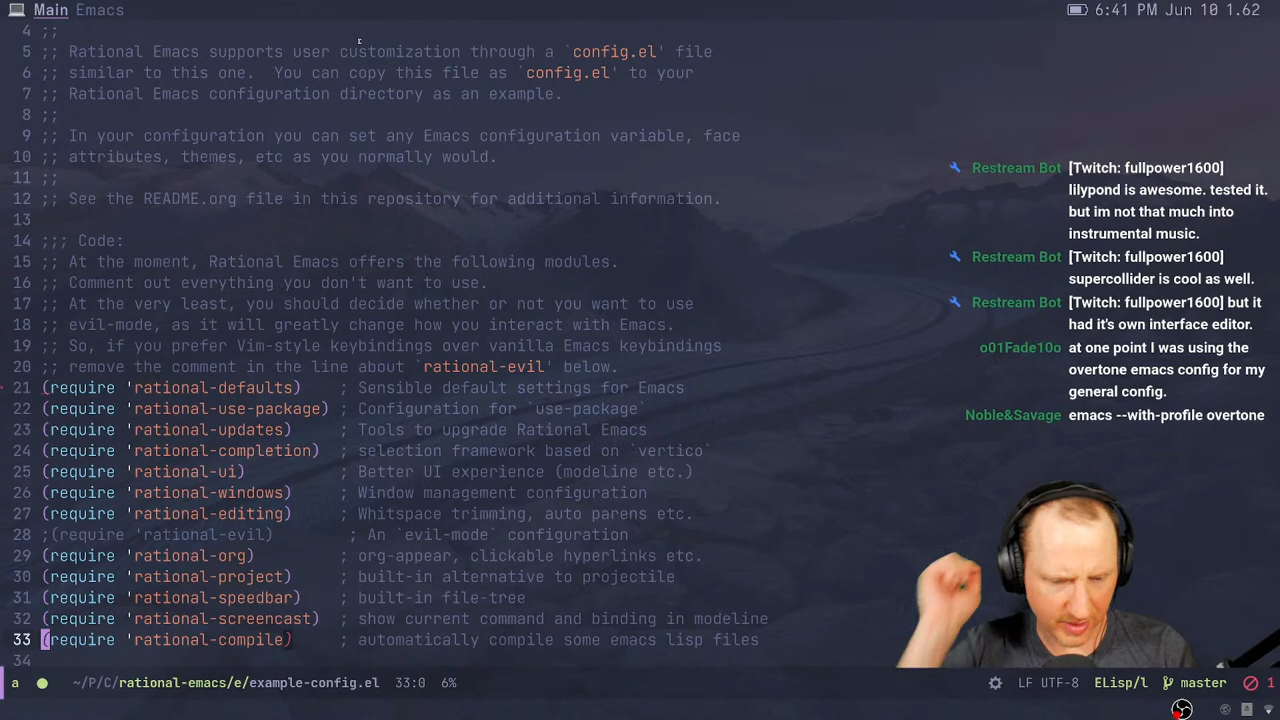 Main Emacs
6:41 PM Jun 10 1.62
4 ;;
5 ;; Rational Emacs supports user customization through a `config.el' file
6 ;; similar to this one.  You can copy this file as `config.el' to your
7 ;; Rational Emacs configuration directory as an example.
8 ;;
9 ;; In your configuration you can set any Emacs configuration variable, face
10 ;; attributes, themes, etc as you normally would.
11 ;;
12 ;; See the README.org file in this repository for additional information.
13
14 ;;; Code:
15 ;; At the moment, Rational Emacs offers the following modules.
16 ;; Comment out everything you don't want to use.
17 ;; At the very least, you should decide whether or not you want to use
18 ;; evil-mode, as it will greatly change how you interact with Emacs.
19 ;; So, if you prefer Vim-style keybindings over vanilla Emacs keybindings
20 ;; remove the comment in the line about `rational-evil' below.
21 (require 'rational-defaults)    ; Sensible default settings for Emacs
22 (require 'rational-use-package) ; Configuration for `use-package`
23 (require 'rational-updates)     ; Tools to upgrade Rational Emacs
24 (require 'rational-completion)  ; selection framework based on `vertico`
25 (require 'rational-ui)          ; Better UI experience (modeline etc.)
26 (require 'rational-windows)     ; Window management configuration
27 (require 'rational-editing)     ; Whitspace trimming, auto parens etc.
28 ;(require 'rational-evil)        ; An `evil-mode` configuration
29 (require 'rational-org)         ; org-appear, clickable hyperlinks etc.
30 (require 'rational-project)     ; built-in alternative to projectile
31 (require 'rational-speedbar)    ; built-in file-tree
32 (require 'rational-screencast)  ; show current command and binding in modeline
33 (require 'rational-compile)     ; automatically compile some emacs lisp files
34
a ~/P/C/rational-emacs/e/example-config.el 33:0 6%
LF UTF-8 ELisp/l master 1
Restream Bot [Twitch: fullpower1600]
lilypond is awesome. tested it.
but im not that much into
instrumental music.
Restream Bot [Twitch: fullpower1600]
supercollider is cool as well.
Restream Bot [Twitch: fullpower1600] but it
had it's own interface editor.
o01Fade10o at one point I was using the
overtone emacs config for my
general config.
Noble&Savage emacs --with-profile overtone